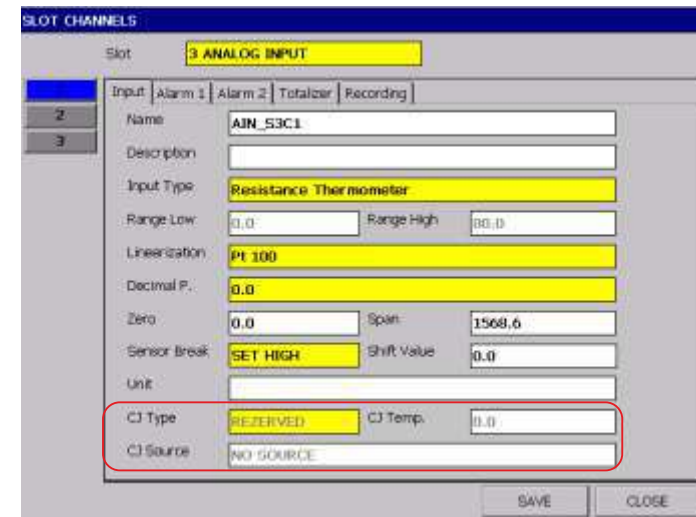 SLOT CHANNELS
Slot 3 ANALOG INPUT
Input Alarm 1 Alarm 2 Totalizer Recording
2
3
Name AIN_S3C1
Description
Input Type Resistance Thermometer
Range Low 0.0 Range High 80.0
Linearization Pt 100
Decimal P. 0.0
Zero 0.0 Span 1568.6
Sensor Break SET HIGH Shift Value 0.0
Unit
CJ Type REZERVED CJ Temp. 0.0
CJ Source NO SOURCE
SAVE CLOSE